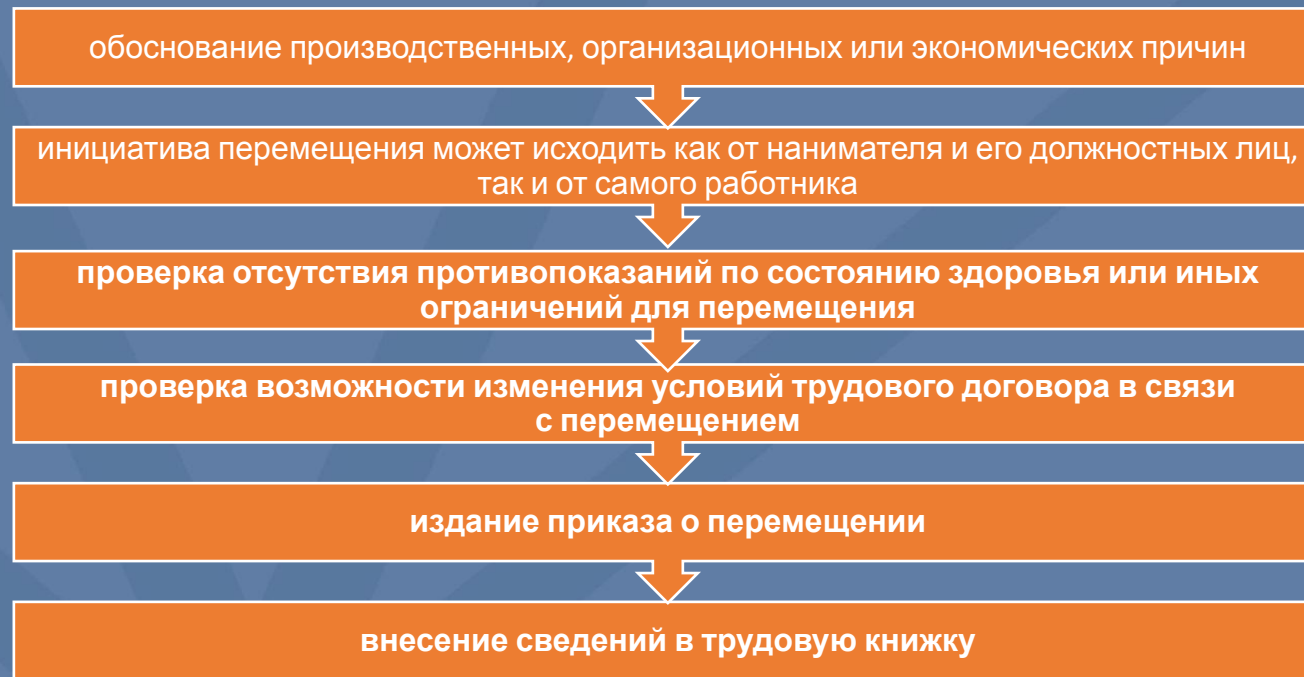 обоснование производственных, организационных или экономических причин
инициатива перемещения может исходить как от нанимателя и его должностных лиц,
так и от самого работника
проверка отсутствия противопоказаний по состоянию здоровья или иных
ограничений для перемещения
проверка возможности изменения условий трудового договора в связи
с перемещением
издание приказа о перемещении
внесение сведений в трудовую книжку